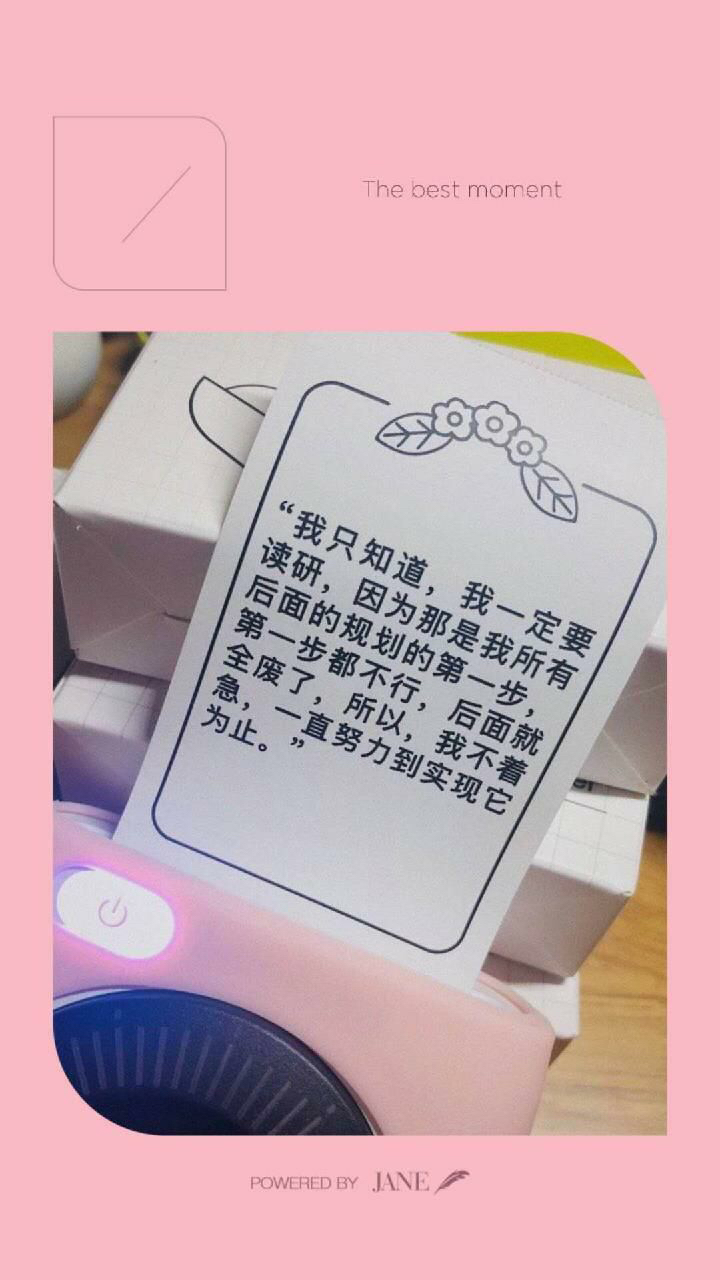 The best moment
“我只知道，我一定要
读研，因为那是我所有
后面的规划的第一步，
第一步都不行，后面就
全废了，所以，我不着
急，一直努力到实现它
为止。”
POWERED BY JANE